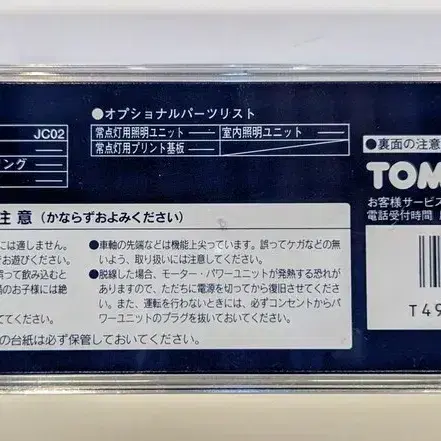 ●オプショナルパーツリスト
JC02
常点灯用照明ユニット —— 室内照明ユニット ——
リング ——
常点灯用プリント基板 ——
●裏面の注意
TOM
お客様サービス
電話受付時間
注 意 (かならずおよみください)
には適しません。
でお遊びください。
●車軸の先端などは機能上尖っています。誤ってケガなどの無
いよう、取り扱いには注意してください。
誤って飲み込むと
のお子様には絶
●脱線した場合、モーター・パワーユニットが発熱する恐れが
ありますので、ただちに電源を切ってから復旧させてくださ
い。また、運転を行わないときには、必ずコンセントからパ
ワーユニットのプラグを抜いておいてください。
てください。
の台紙は必ず保管しておいてください。
T49